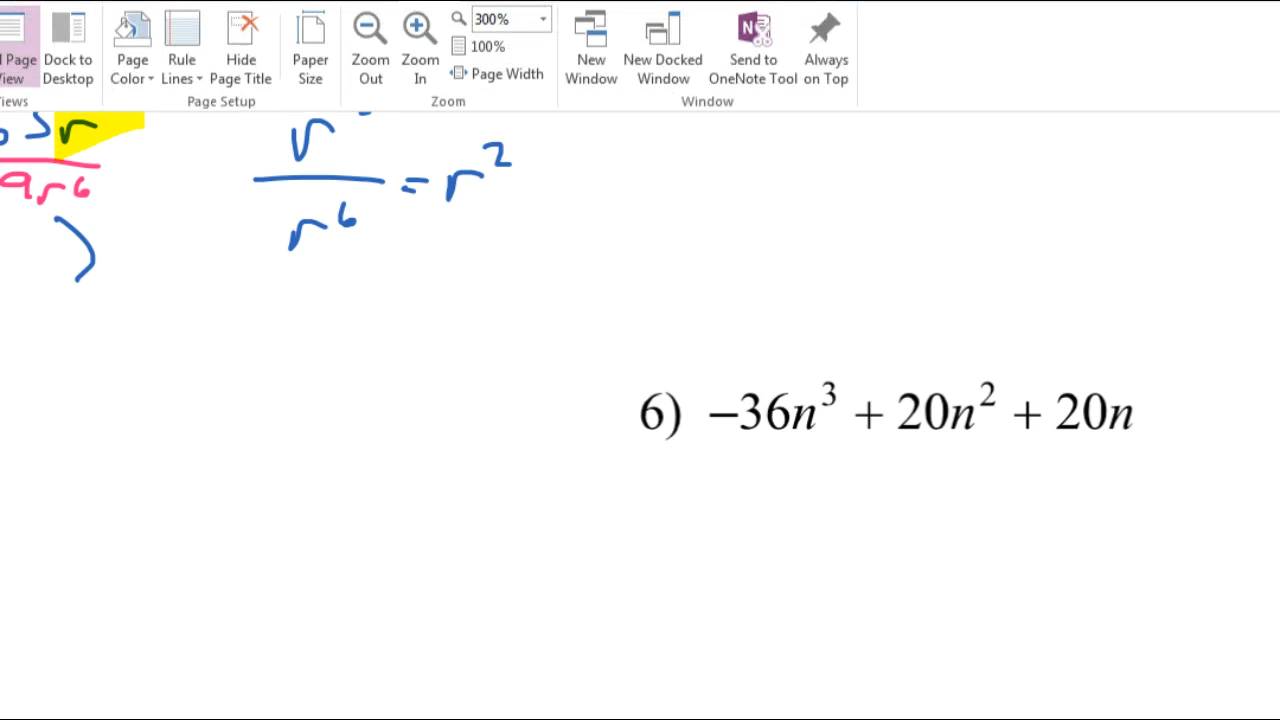 300%
100%
Page Width
Page View
Dock to Desktop
Page Color
Rule Lines
Hide Page Title
Paper Size
Zoom Out
Zoom In
New Window
New Docked Window
Send to OneNote Tool
Always on Top
Views
Page Setup
Zoom
Window
r
9r⁶
r
r⁶
= r²
6) −36n³ + 20n² + 20n